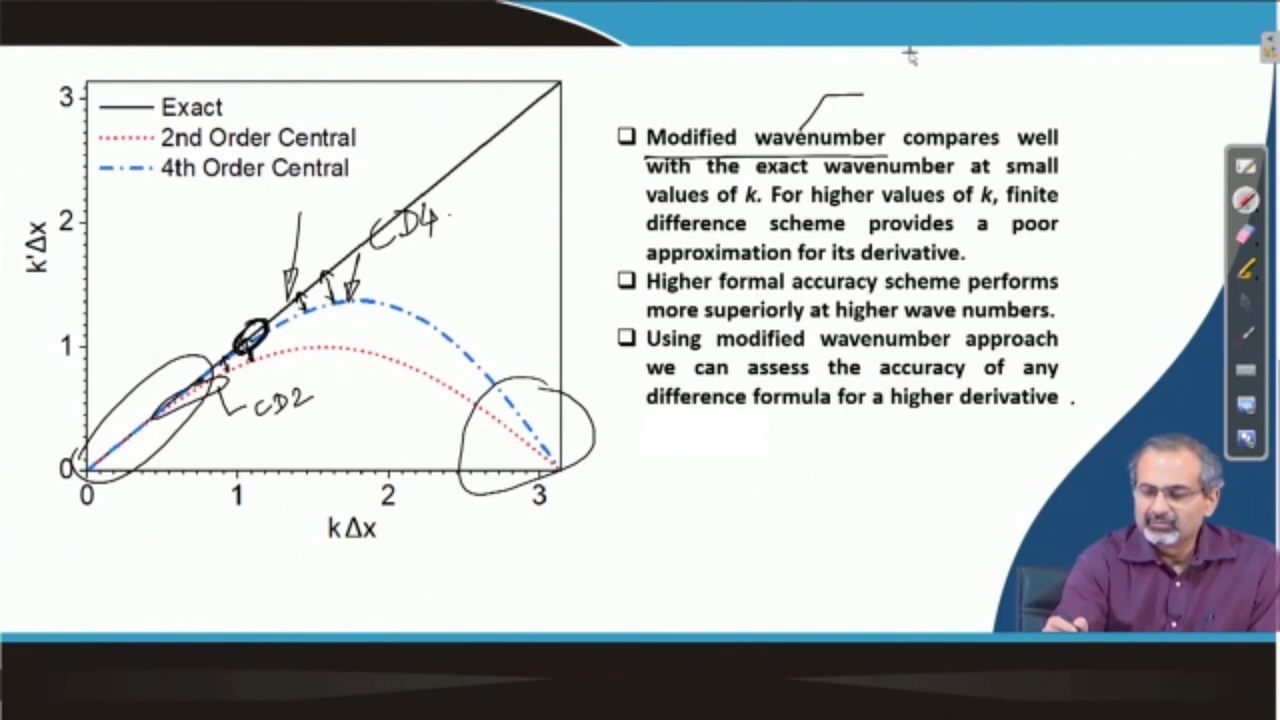 3
Exact
2nd Order Central
4th Order Central
2
k'Δx
CD4
1
CD2
0
0 1 2 3
k Δx
❑ Modified wavenumber compares well
with the exact wavenumber at small
values of k. For higher values of k, finite
difference scheme provides a poor
approximation for its derivative.
❑ Higher formal accuracy scheme performs
more superiorly at higher wave numbers.
❑ Using modified wavenumber approach
we can assess the accuracy of any
difference formula for a higher derivative .